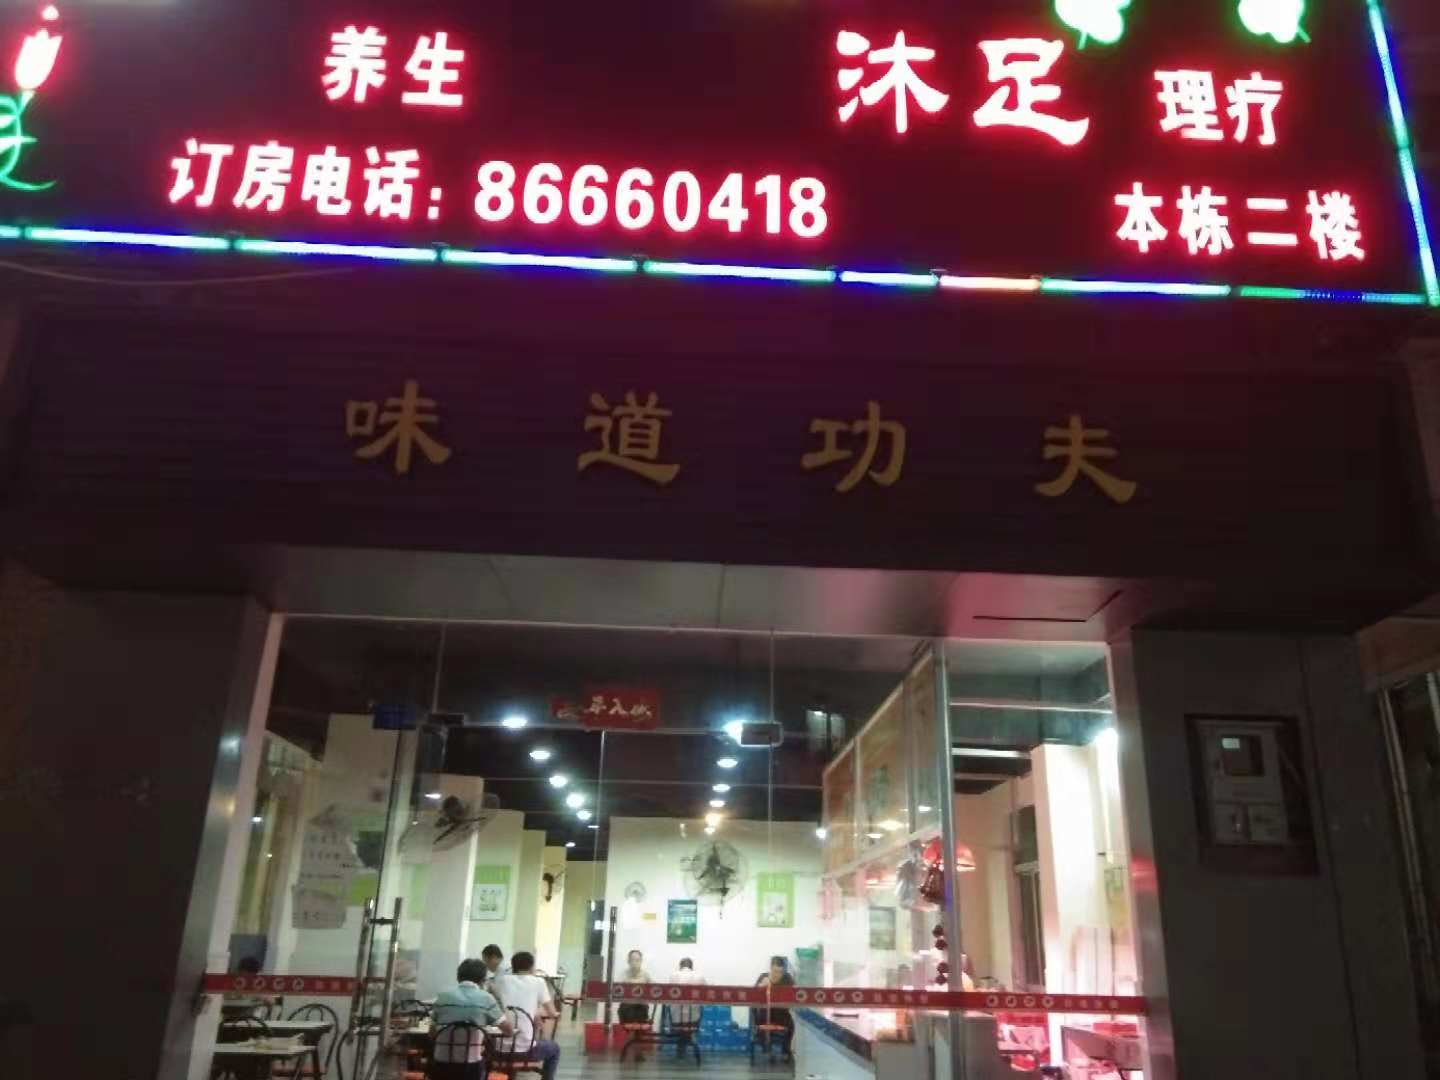 养生 沐足 理疗
订房电话：86660418 本栋二楼
味道功夫